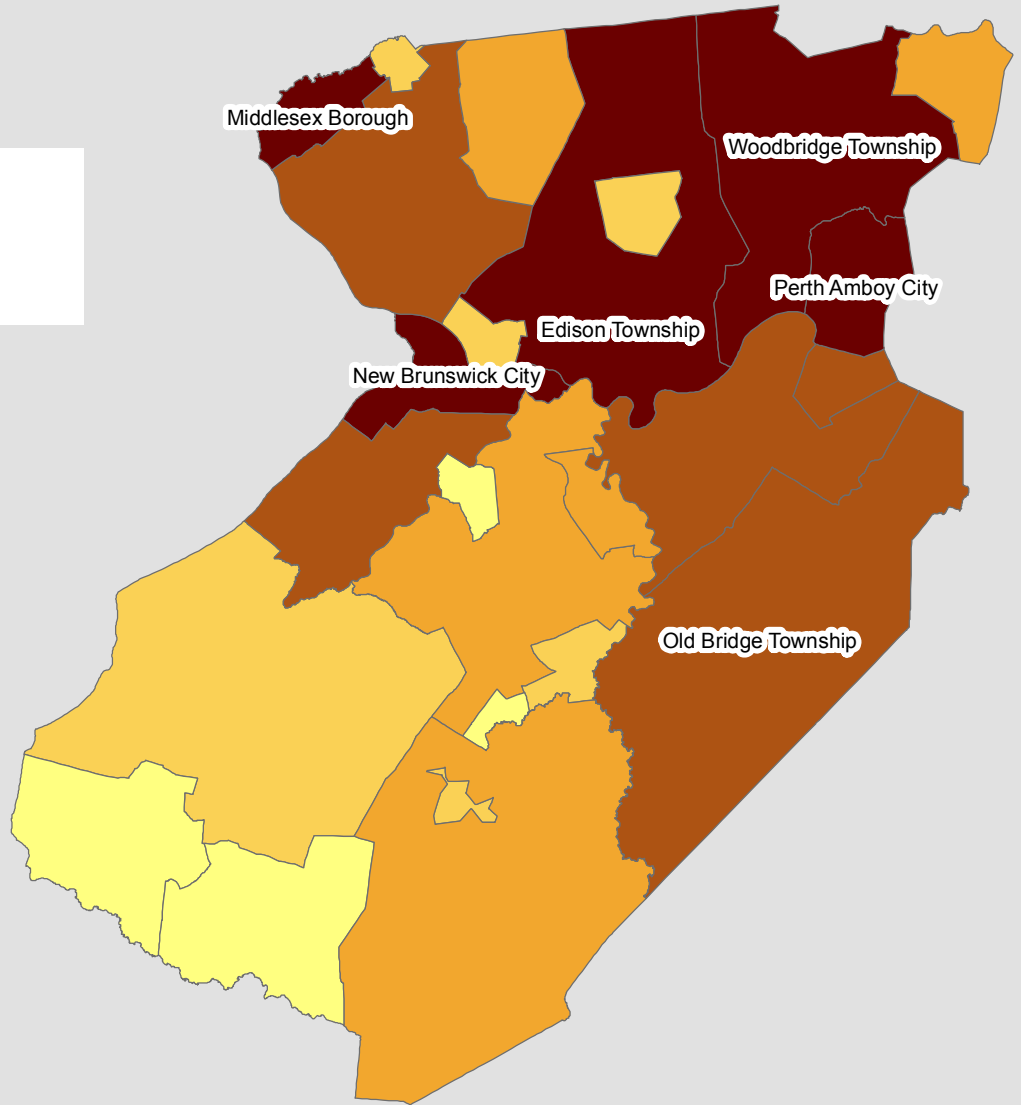 Middlesex Borough
Woodbridge Township
Perth Amboy City
Edison Township
New Brunswick City
Old Bridge Township